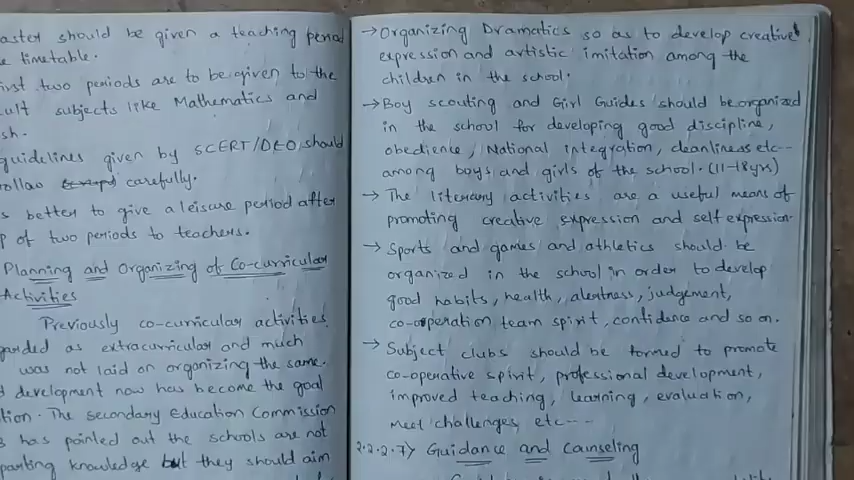 aster should be given a teaching period
e timetable.
irst two periods are to be given to the
cult subjects like Mathematics and
sh.
guidelines given by SCERT/DEO should
ollow carefully.
s better to give a leisure period after
p of two periods to teachers.
Planning and Organizing of Co-curricular
Activities
Previously co-curricular activities
garded as extracurricular and much
was not laid on organizing the same.
d development now has become the goal
tion. The secondary Education Commission
s has pointed out the schools are not
parting knowledge but they should aim
→ Organizing Dramatics so as to develop creative
expression and artistic imitation among the
children in the school.
→ Boy scouting and Girl Guides should be organized
in the school for developing good discipline,
obedience, National integration, cleanliness etc---
among boys and girls of the school. (11-18yrs)
→ The literary activities are a useful means of
promoting creative expression and self expression.
→ Sports and games and athletics should be
organized in the school in order to develop
good habits, health, alertness, judgement,
co-operation team spirit, confidence and so on.
→ Subject clubs should be formed to promote
co-operative spirit, professional development,
improved teaching, learning, evaluation,
meet challenges etc---
2.2.2.7) Guidance and Counseling